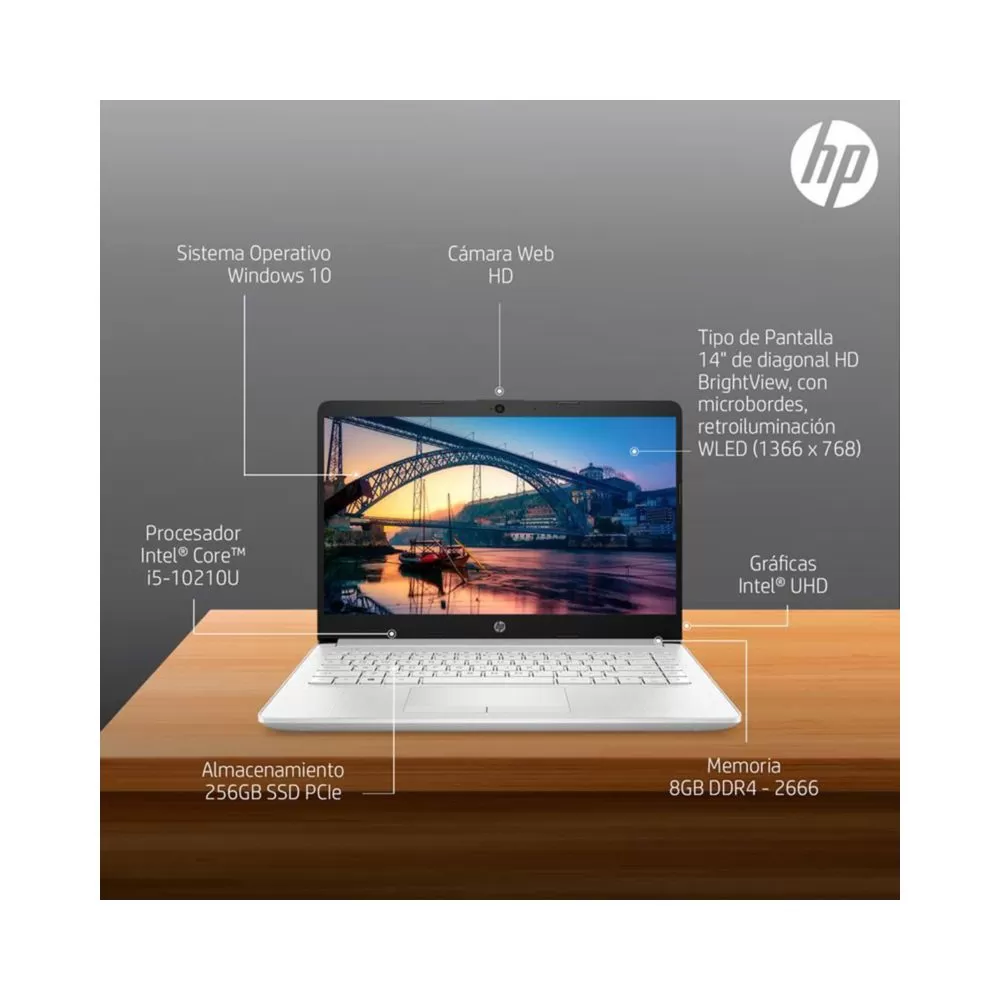 hp
Sistema Operativo
Windows 10
Cámara Web
HD
Tipo de Pantalla
14" de diagonal HD
BrightView, con
microbordes,
retroiluminación
WLED (1366 x 768)
Procesador
Intel® Core™
i5-10210U
Gráficas
Intel® UHD
hp
Almacenamiento
256GB SSD PCIe
Memoria
8GB DDR4 - 2666